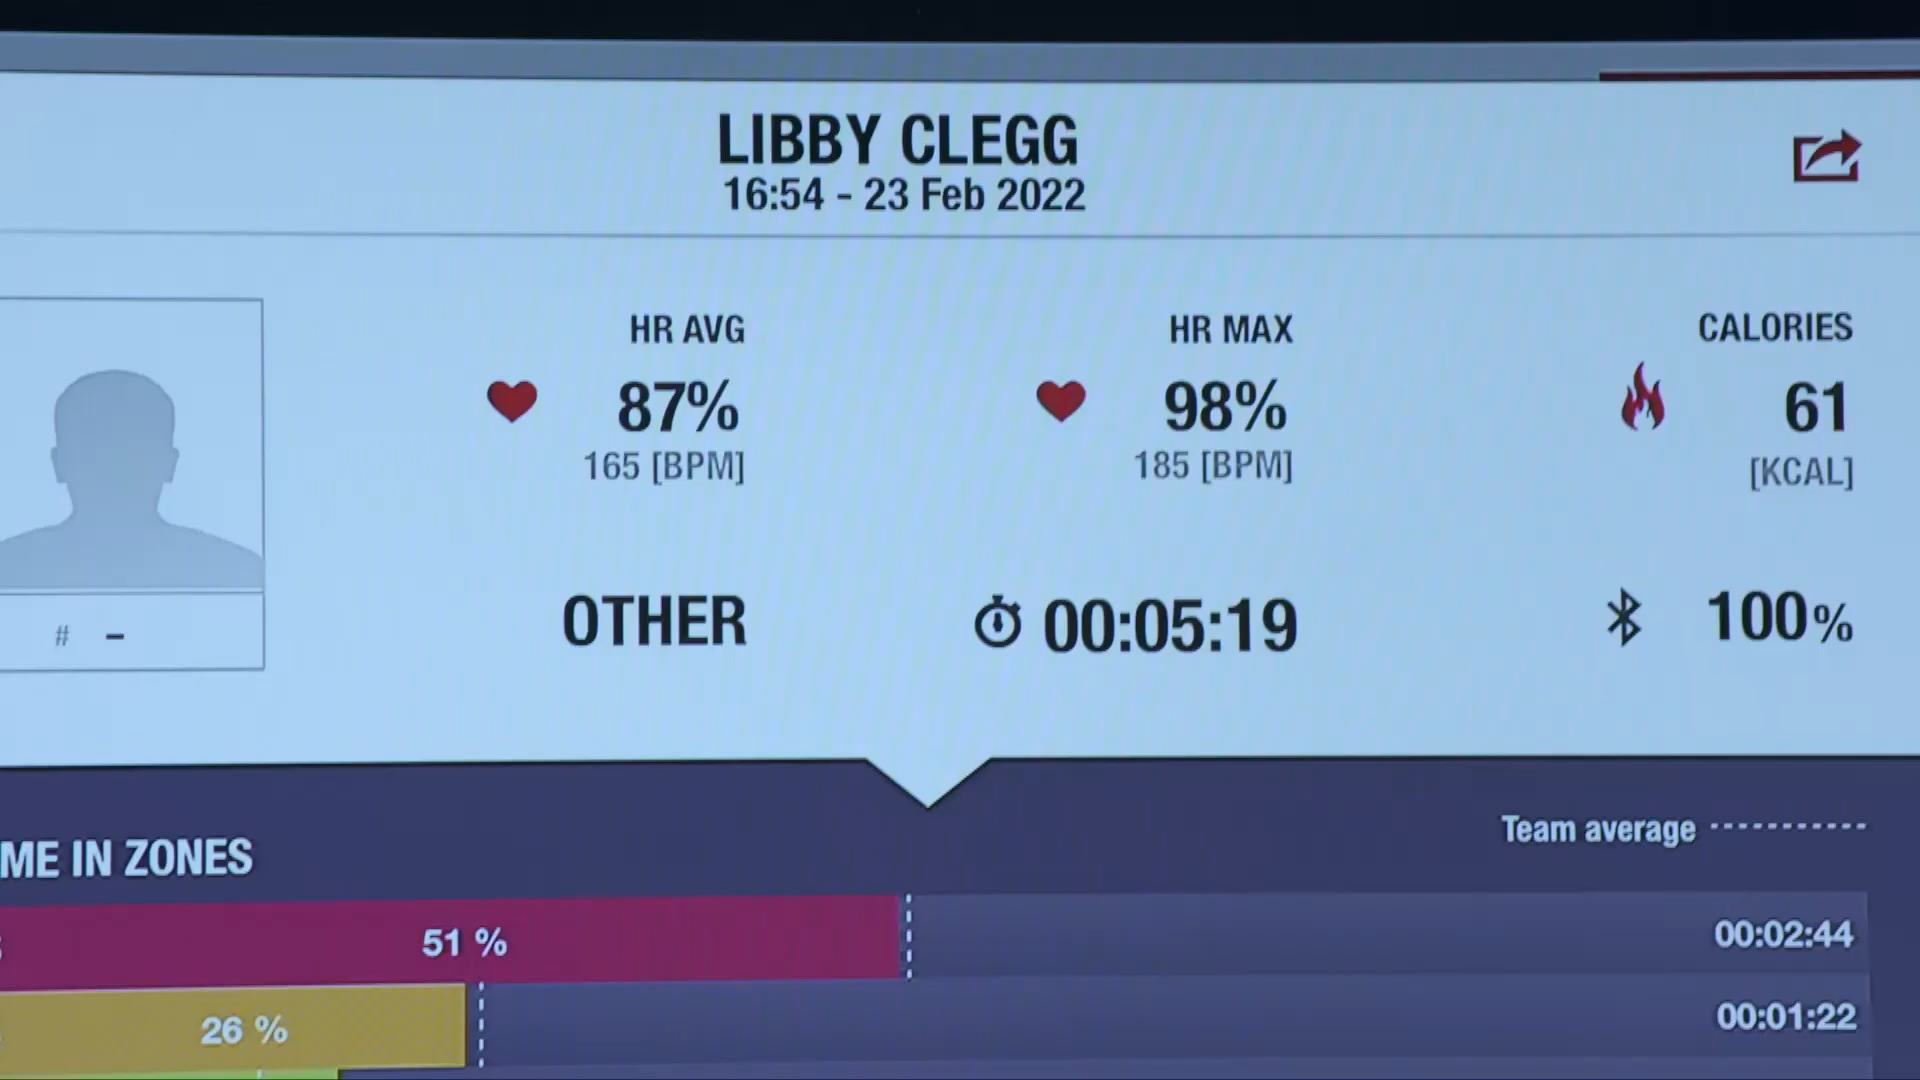 LIBBY CLEGG
16:54 - 23 Feb 2022
HR AVG
87%
165 [BPM]
HR MAX
98%
185 [BPM]
CALORIES
61
[KCAL]
# –
OTHER
00:05:19
100%
ME IN ZONES
Team average
51 %
00:02:44
26 %
00:01:22